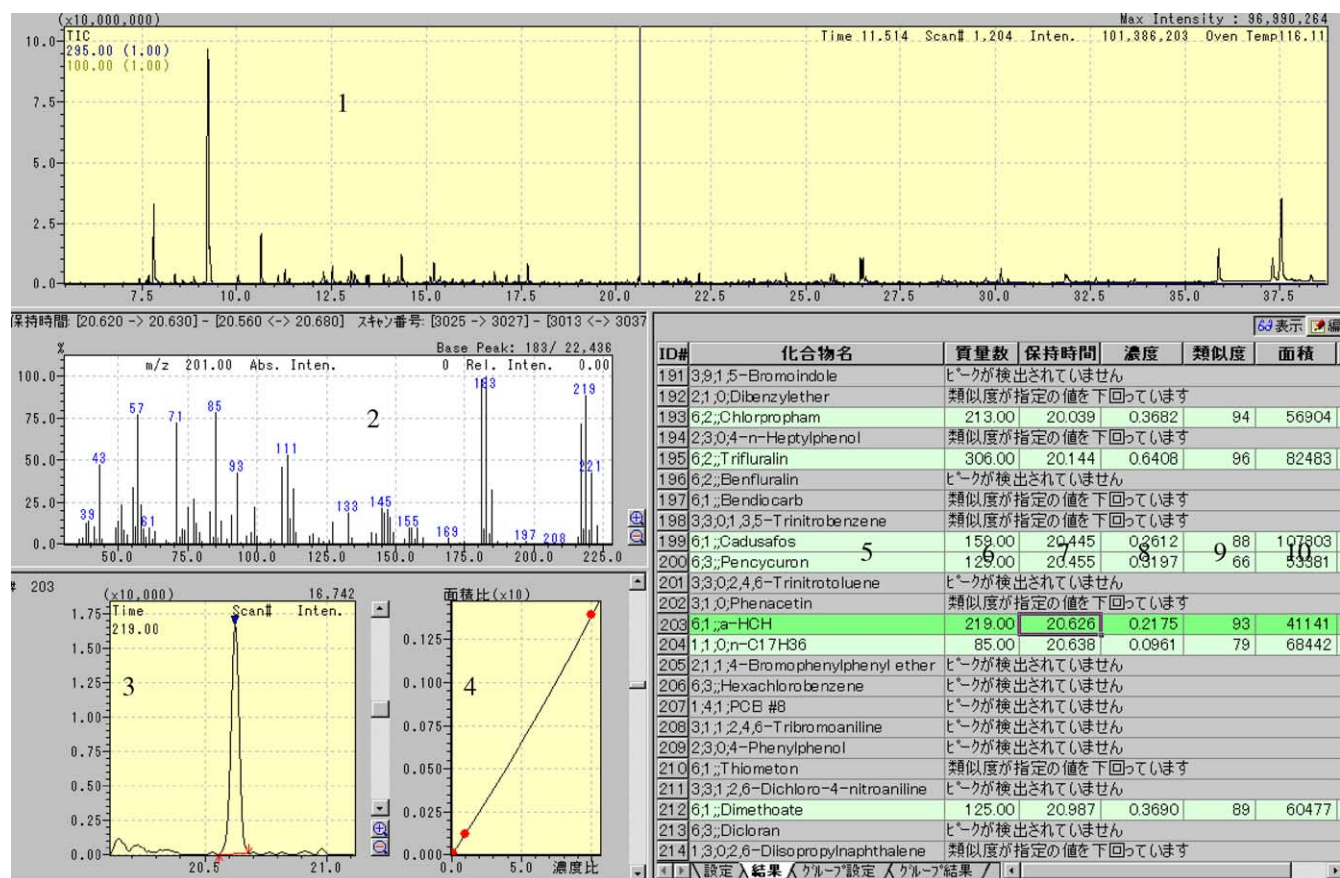 (x10,000,000)
Max Intensity : 96,990,264
TIC
Time 11.514 Scan# 1,204 Inten. 101,386,203 Oven Temp116.11
295.00 (1.00)
100.00 (1.00)
10.0
7.5
5.0
2.5
0.0
1
7.5 10.0 12.5 15.0 17.5 20.0 22.5 25.0 27.5 30.0 32.5 35.0 37.5
保持時間: [20.620 -> 20.630] - [20.560 <-> 20.680] スキャン番号: [3025 -> 3027] - [3013 <-> 3037
%
Base Peak: 183/ 22,436
m/z 201.00 Abs. Inten. 0 Rel. Inten. 0.00
100.0
75.0
50.0
25.0
0.0
183
219
57
71
85
2
111
43
93
221
133
145
39
61
155
169
197
208
50.0 75.0 100.0 125.0 150.0 175.0 200.0 225.0
# 203
(x10,000)
16,742
Time Scan# Inten.
219.00
1.75
1.50
1.25
1.00
0.75
0.50
0.25
0.00
3
20.5 21.0
面積比(x10)
0.125
0.100
0.075
0.050
0.025
0.000
4
0.0 5.0 濃度比
表示 編
ID# 化合物名 質量数 保持時間 濃度 類似度 面積
191 3;9,1,5-Bromoindole ピークが検出されていません
192 2;1,0;Dibenzylether 類似度が指定の値を下回っています
193 6;2;;Chlorpropham 213.00 20.039 0.3682 94 56904
194 2;3;0;4-n-Heptylphenol 類似度が指定の値を下回っています
195 6;2;;Trifluralin 306.00 20.144 0.6408 96 82483
196 6;2;;Benfluralin ピークが検出されていません
197 6;1;;Bendiocarb 類似度が指定の値を下回っています
198 3;3;0;1,3,5-Trinitrobenzene 類似度が指定の値を下回っています
199 6;1;;Cadusafos 159.00 20.445 0.2612 88 107803
5 6 7 8 9 10
200 6;3;;Pencycuron 125.00 20.455 0.3197 66 53381
201 3;3;0;2,4,6-Trinitrotoluene ピークが検出されていません
202 3;1;0;Phenacetin 類似度が指定の値を下回っています
203 6;1;;a-HCH 219.00 20.626 0.2175 93 41141
204 1;1;0;n-C17H36 85.00 20.638 0.0961 79 68442
205 2;1;1;4-Bromophenylphenyl ether ピークが検出されていません
206 6;3;;Hexachlorobenzene ピークが検出されていません
207 1;4;1;PCB #8 ピークが検出されていません
208 3;1;1;2,4,6-Tribromoaniline ピークが検出されていません
209 2;3;0;4-Phenylphenol ピークが検出されていません
210 6;1;;Thiometon 類似度が指定の値を下回っています
211 3;3;1;2,6-Dichloro-4-nitroaniline ピークが検出されていません
212 6;1;;Dimethoate 125.00 20.987 0.3690 89 60477
213 6;3;;Dicloran ピークが検出されていません
214 1;3;0;2,6-Diisopropylnaphthalene 類似度が指定の値を下回っています
設定 結果 グループ設定 グループ結果